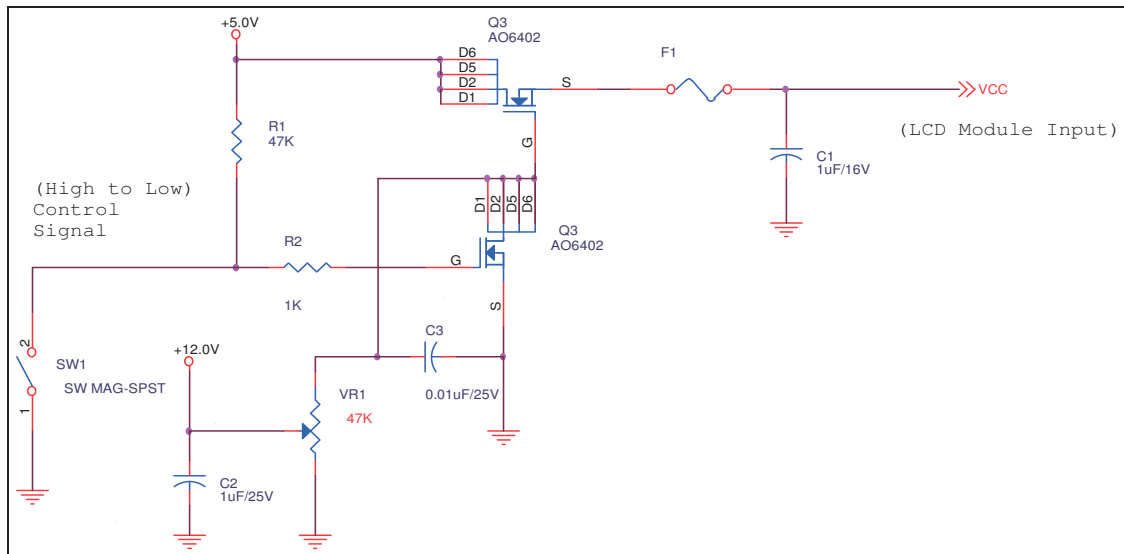 +5.0V
Q3
AO6402
D6
D5
D2
D1
S
G
F1
VCC
(LCD Module Input)
R1
47K
C1
1uF/16V
(High to Low)
Control
Signal
D1
D2
D5
D6
Q3
AO6402
R2
1K
G
S
C3
0.01uF/25V
2
SW1
SW MAG-SPST
1
+12.0V
VR1
47K
C2
1uF/25V